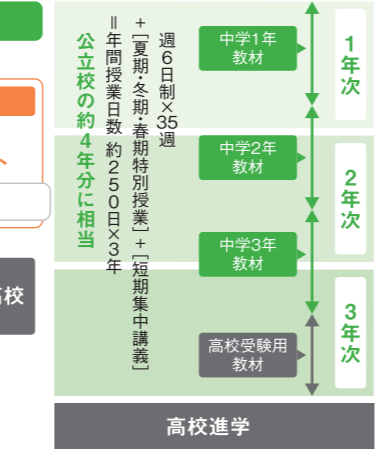 週6日制×35週
+［夏期・冬期・春期特別授業］+［短期集中講義］
=年間授業日数 約250日×3年
公立校の約4年分に相当
中学1年
教材
1年次
中学2年
教材
2年次
中学3年
教材
3年次
高校受験用
教材
高校
高校進学